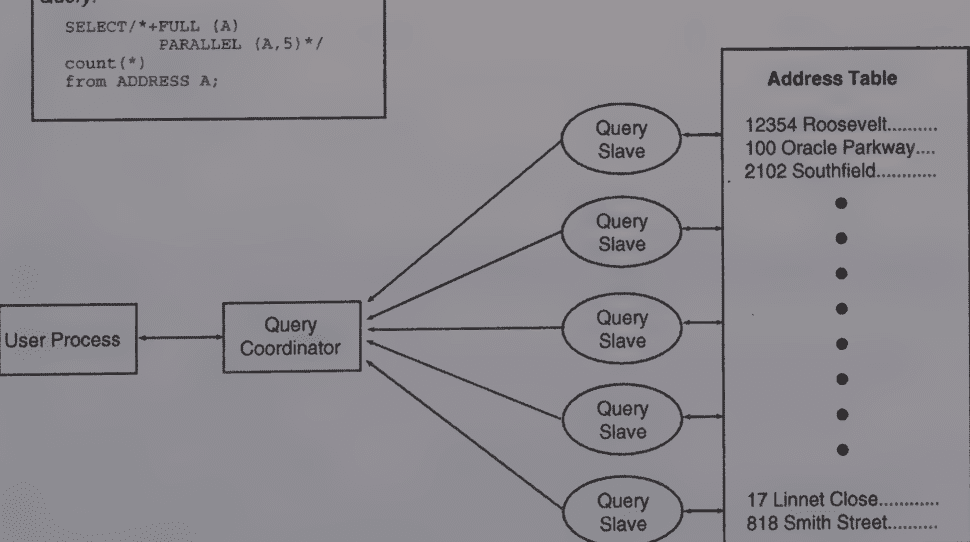 Query:
SELECT/*+FULL (A)
PARALLEL (A,5)*/
count(*)
from ADDRESS A;
Address Table
12354 Roosevelt..........
100 Oracle Parkway....
2102 Southfield............
17 Linnet Close............
818 Smith Street..........
Query
Slave
Query
Slave
Query
Slave
Query
Slave
Query
Slave
User Process
Query
Coordinator